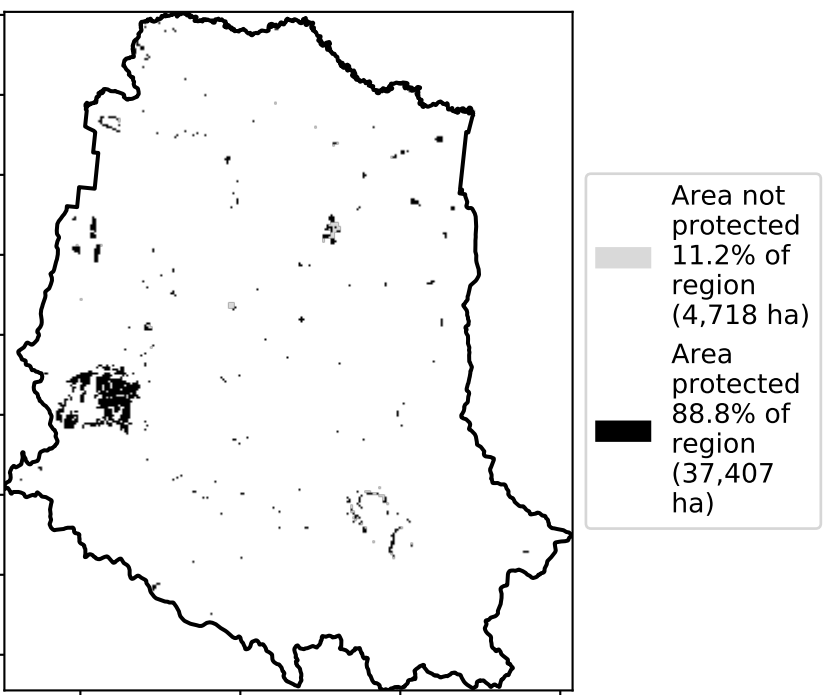 Area not
protected
11.2% of
region
(4,718 ha)
Area
protected
88.8% of
region
(37,407
ha)